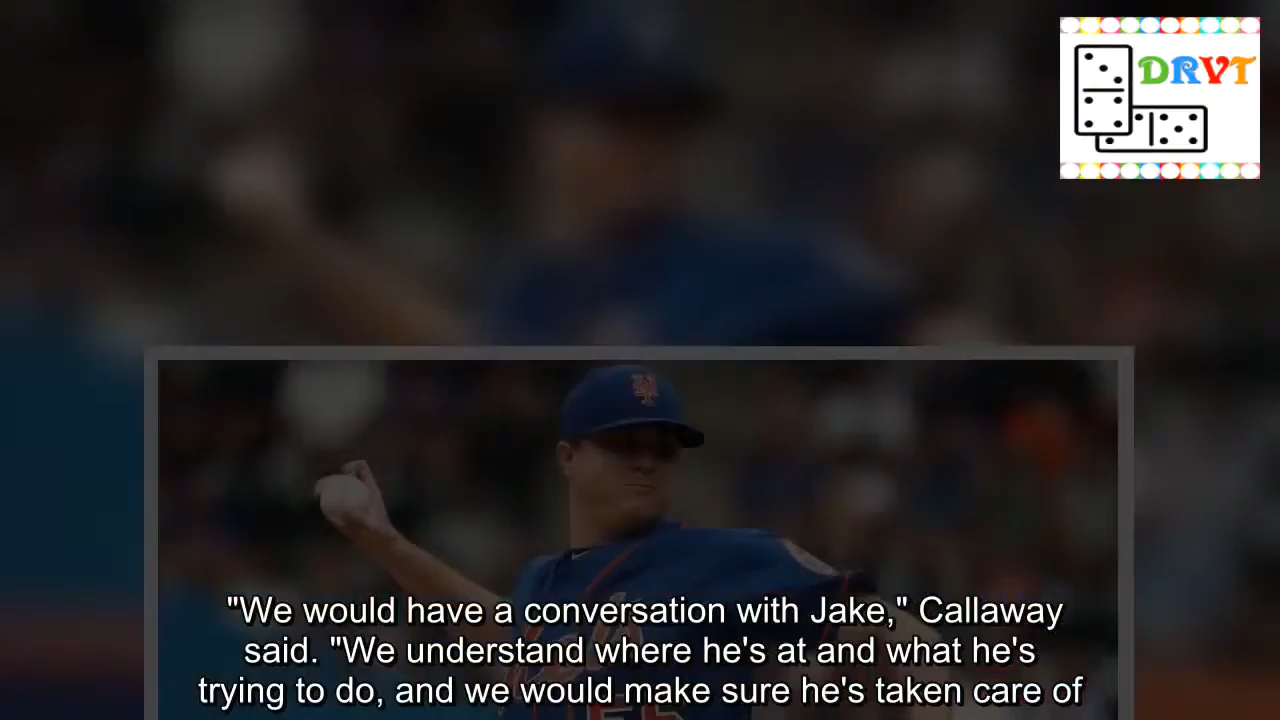 DRVT
"We would have a conversation with Jake," Callaway
said. "We understand where he's at and what he's
trying to do, and we would make sure he's taken care of